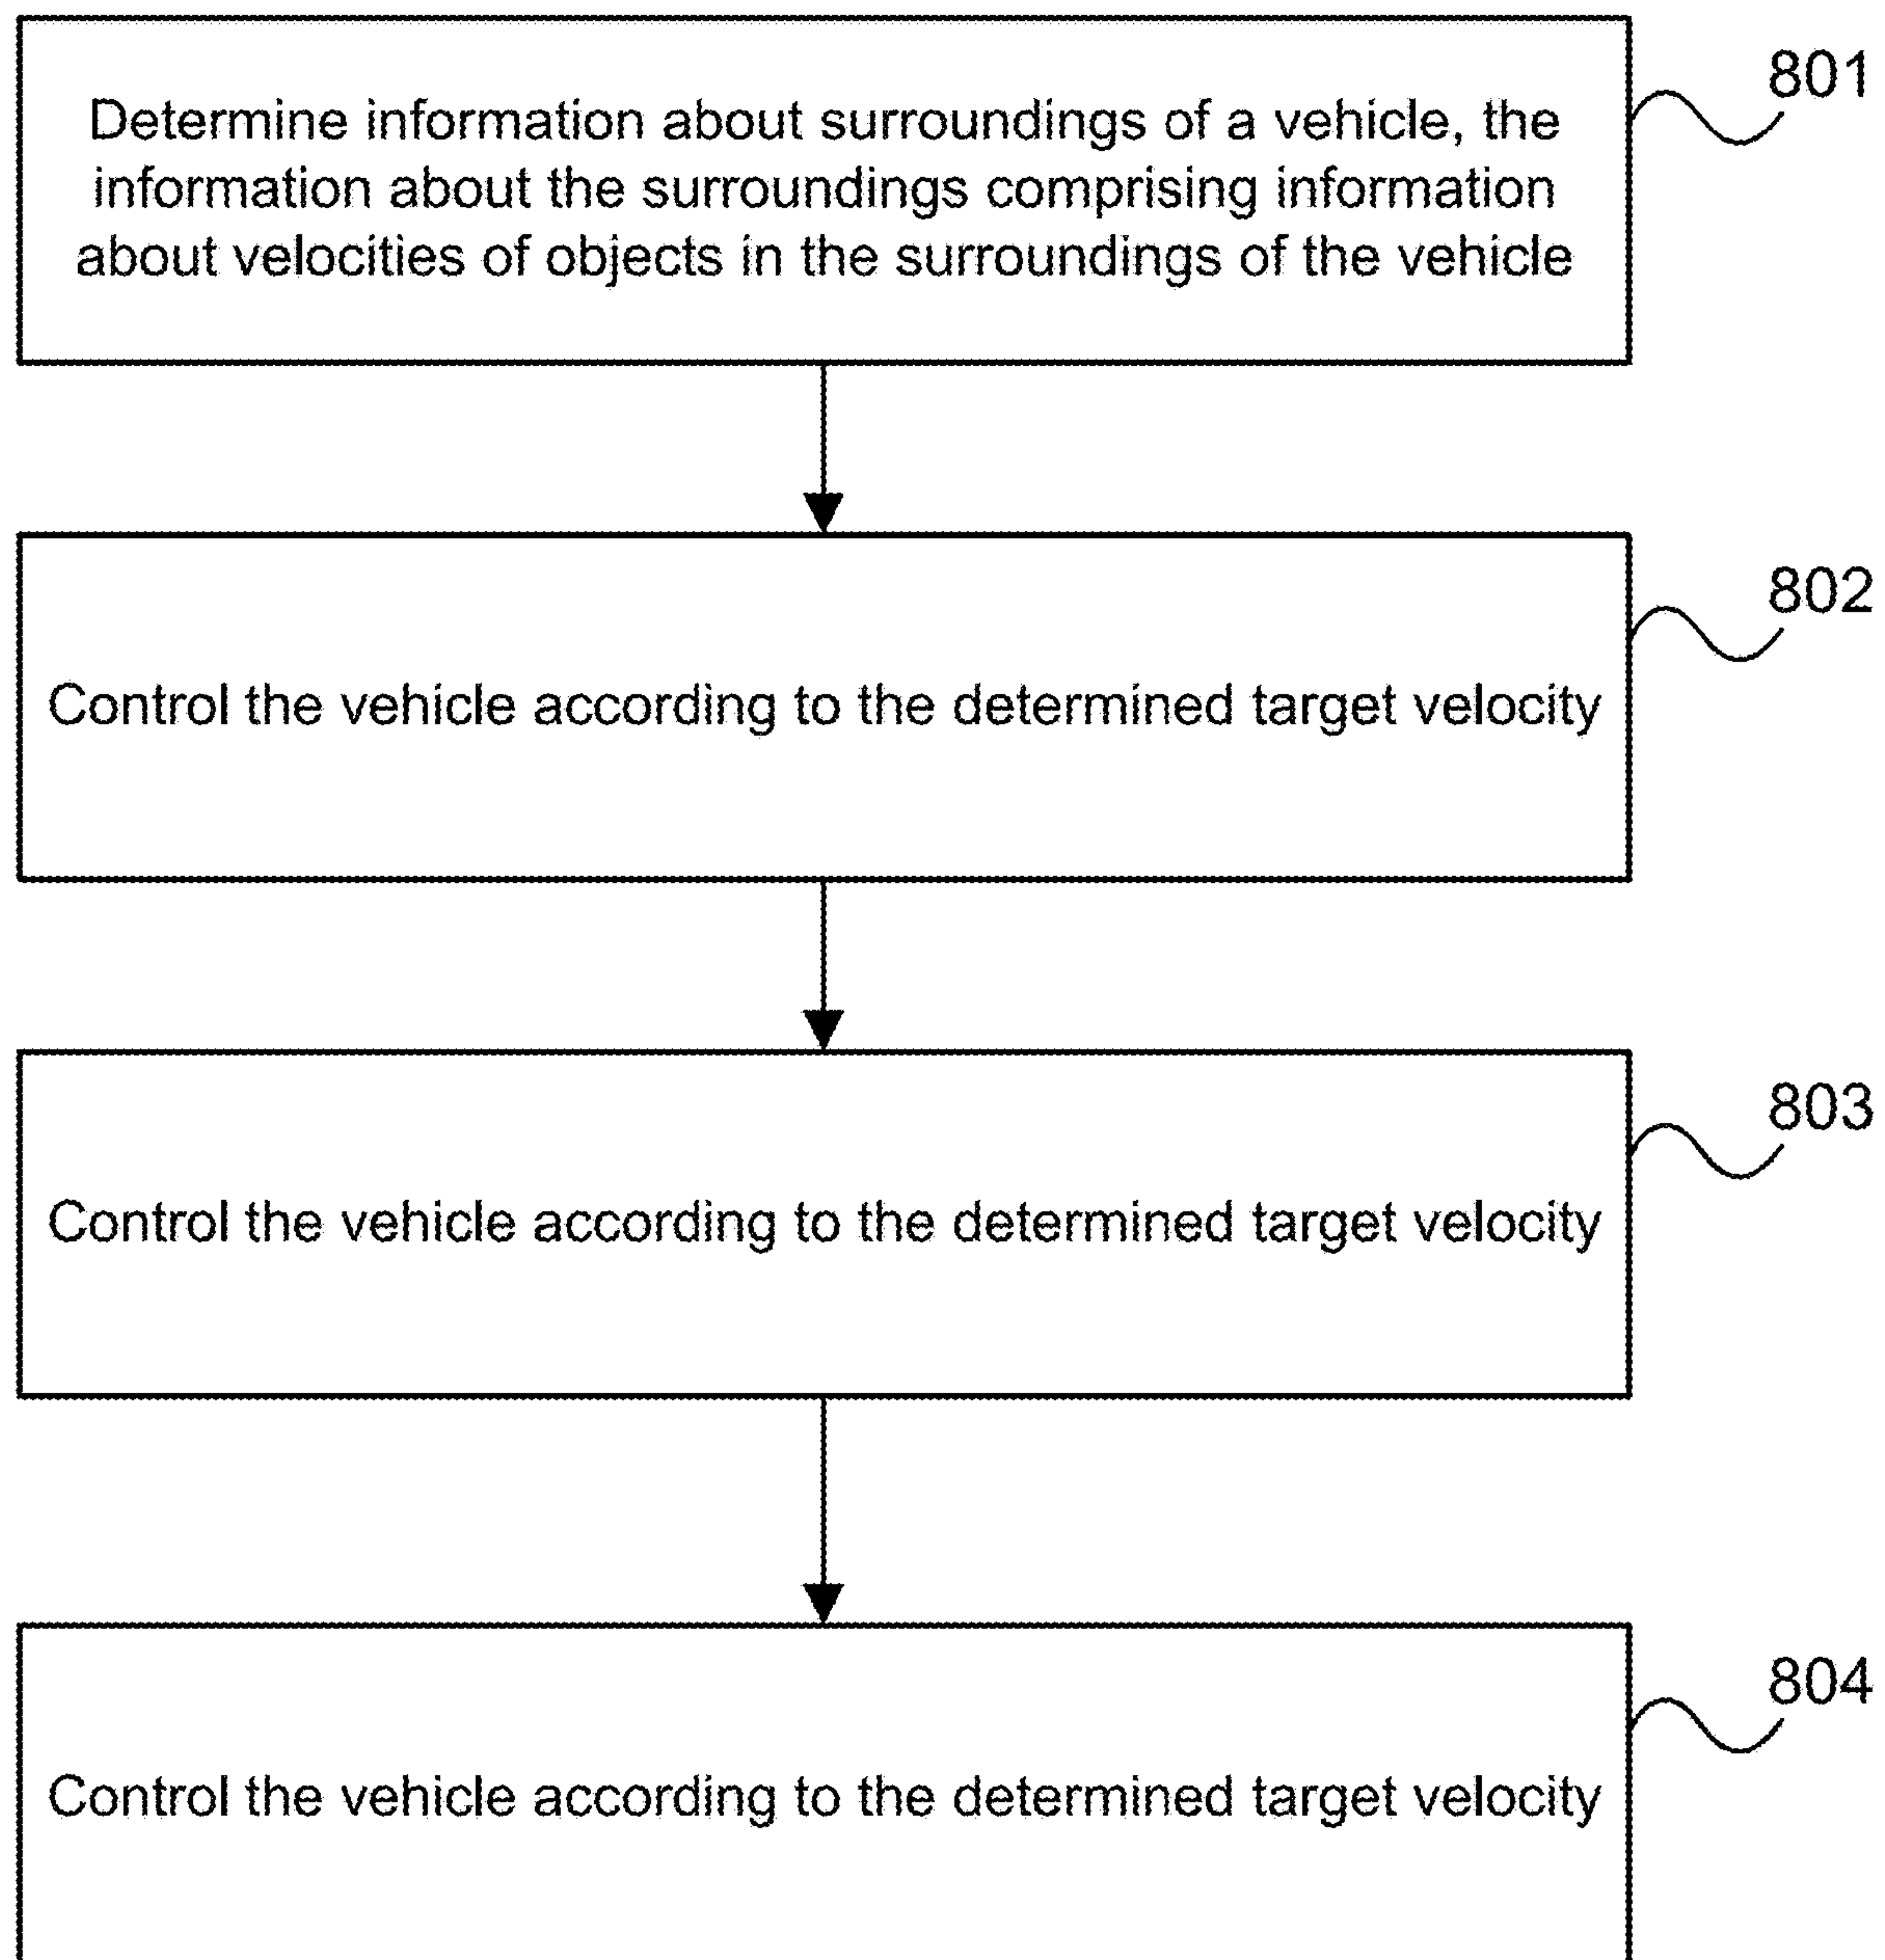 801
Determine information about surroundings of a vehicle, the
information about the surroundings comprising information
about velocities of objects in the surroundings of the vehicle
802
Control the vehicle according to the determined target velocity
803
Control the vehicle according to the determined target velocity
804
Control the vehicle according to the determined target velocity